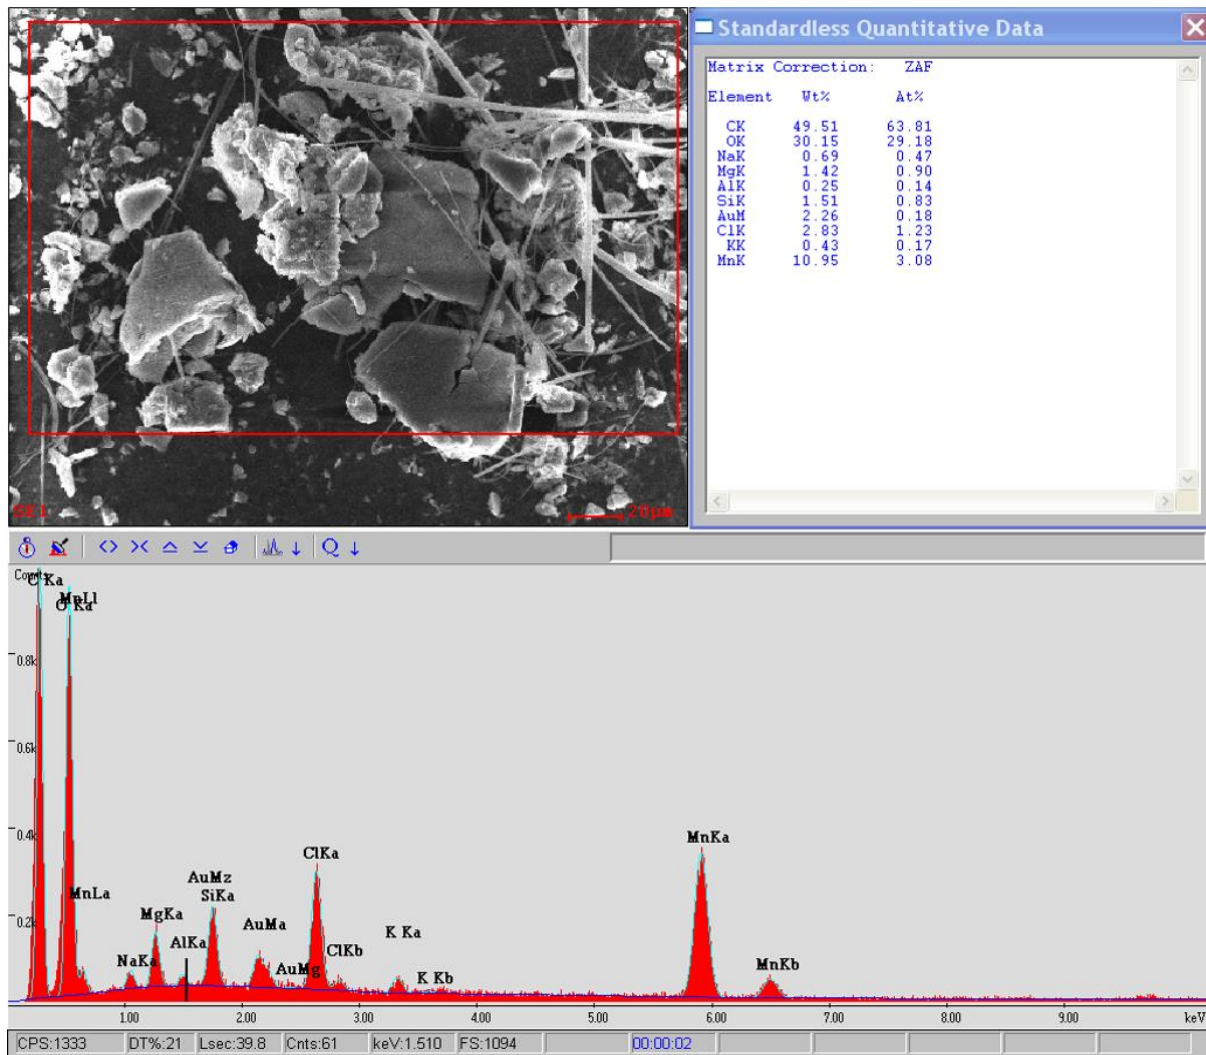 Standardless Quantitative Data
Matrix Correction: ZAF
Element Wt% At%
CK 49.51 63.81
OK 30.15 29.18
NaK 0.69 0.47
MgK 1.42 0.90
AlK 0.25 0.14
SiK 1.51 0.83
AuM 2.26 0.18
ClK 2.83 1.23
KK 0.43 0.17
MnK 10.95 3.08
20µm
Q
C Ka
MnLl
O Ka
0.8k
0.6k
0.4k
0.2k
MnLa
NaKa
MgKa
AlKa
AuMz
SiKa
AuMa
AuMg
ClKa
ClKb
K Ka
K Kb
MnKa
MnKb
1.00 2.00 3.00 4.00 5.00 6.00 7.00 8.00 9.00 keV
CPS:1333 DT%:21 Lsec:39.8 Cnts:61 keV:1.510 FS:1094 00:00:02